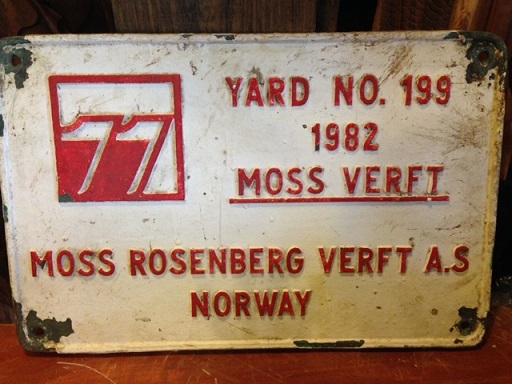 77
YARD NO. 199
1982
MOSS VERFT
MOSS ROSENBERG VERFT A.S
NORWAY